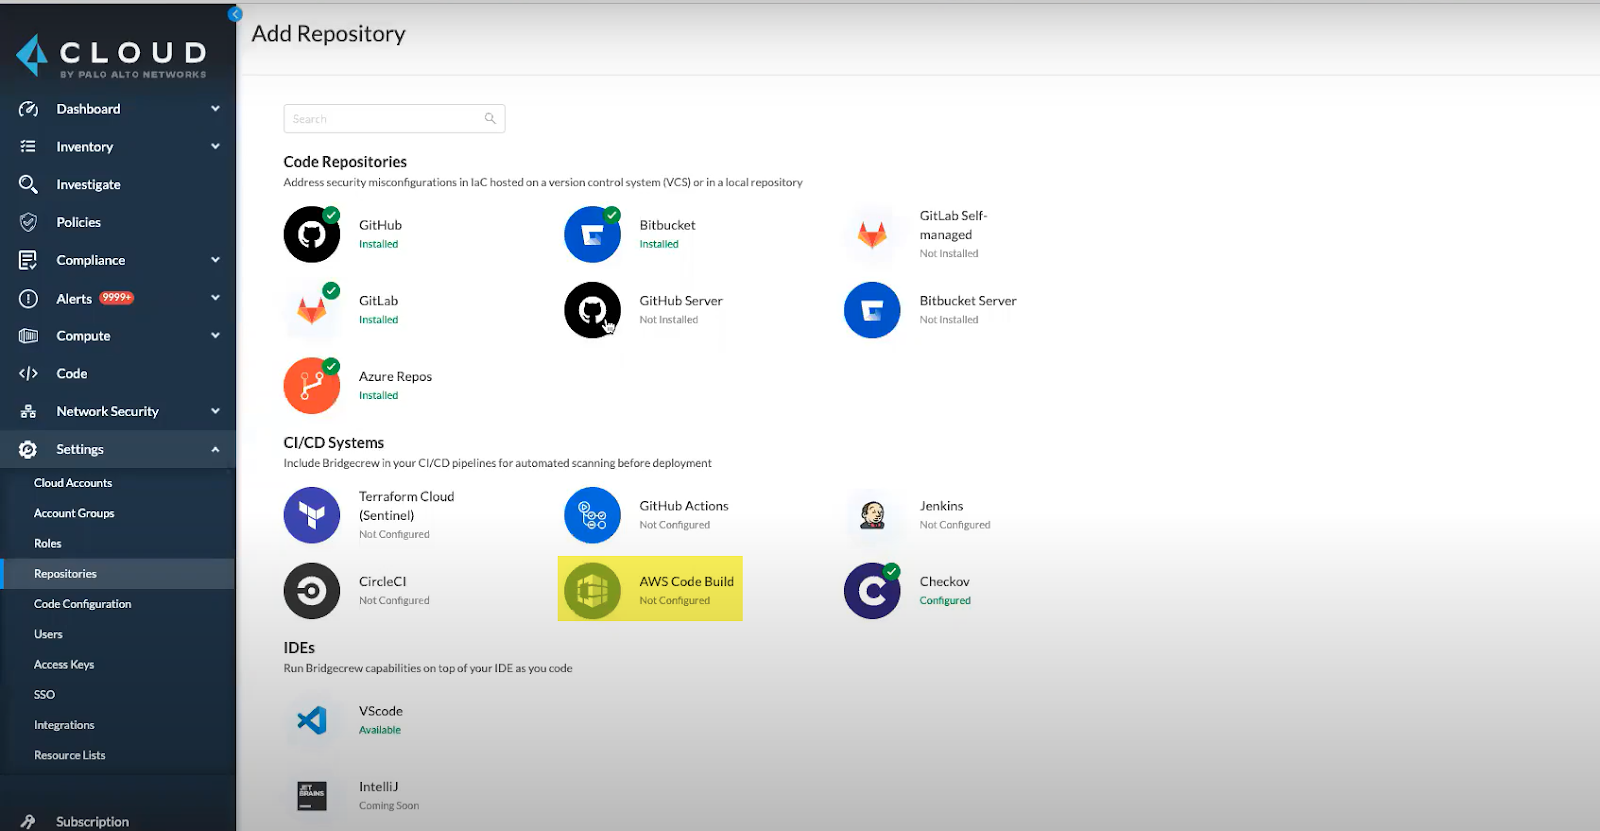 CLOUD
BY PALO ALTO NETWORKS
Dashboard
Inventory
Investigate
Policies
Compliance
Alerts 9999+
Compute
Code
Network Security
Settings
Cloud Accounts
Account Groups
Roles
Repositories
Code Configuration
Users
Access Keys
SSO
Integrations
Resource Lists
Subscription
Add Repository
Search
Code Repositories
Address security misconfigurations in IaC hosted on a version control system (VCS) or in a local repository
GitHub
Installed
Bitbucket
Installed
GitLab Self-
managed
Not Installed
GitLab
Installed
GitHub Server
Not Installed
Bitbucket Server
Not Installed
Azure Repos
Installed
CI/CD Systems
Include Bridgecrew in your CI/CD pipelines for automated scanning before deployment
Terraform Cloud
(Sentinel)
Not Configured
GitHub Actions
Not Configured
Jenkins
Not Configured
CircleCI
Not Configured
AWS Code Build
Not Configured
Checkov
Configured
IDEs
Run Bridgecrew capabilities on top of your IDE as you code
VScode
Available
JET
BRAINS
IntelliJ
Coming Soon